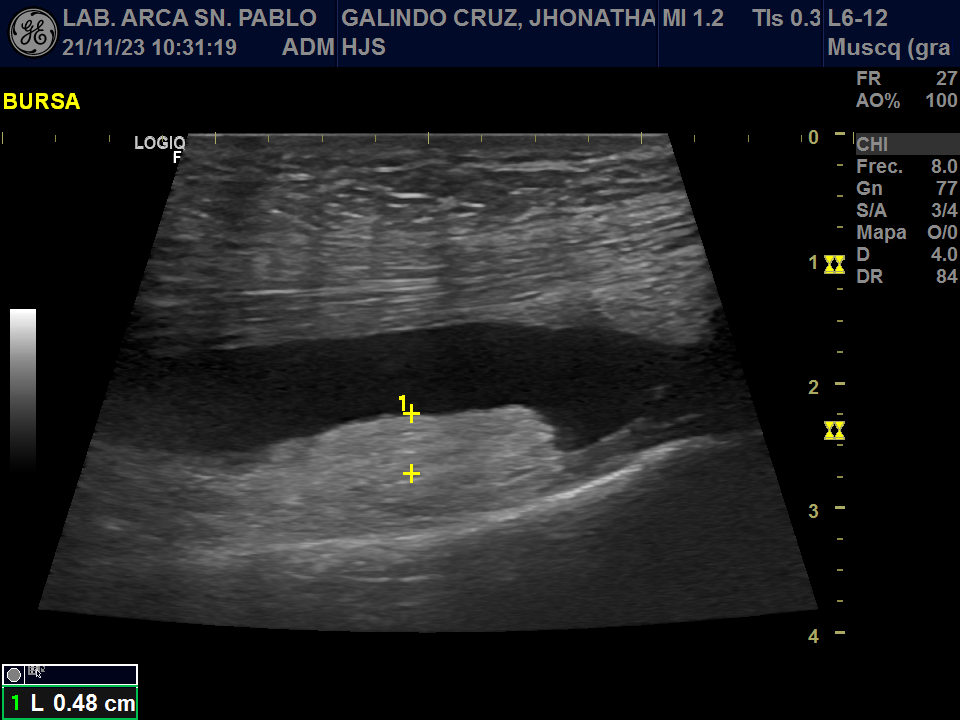 LAB. ARCA SN. PABLO
21/11/23 10:31:19 ADM
GALINDO CRUZ, JHONATHA
HJS
MI 1.2 TIs 0.3
L6-12
Muscq (gra
BURSA
LOGIQ
F
FR 27
AO% 100
CHI
Frec. 8.0
Gn 77
S/A 3/4
Mapa O/0
D 4.0
DR 84
0
1
2
3
4
1
1 L 0.48 cm